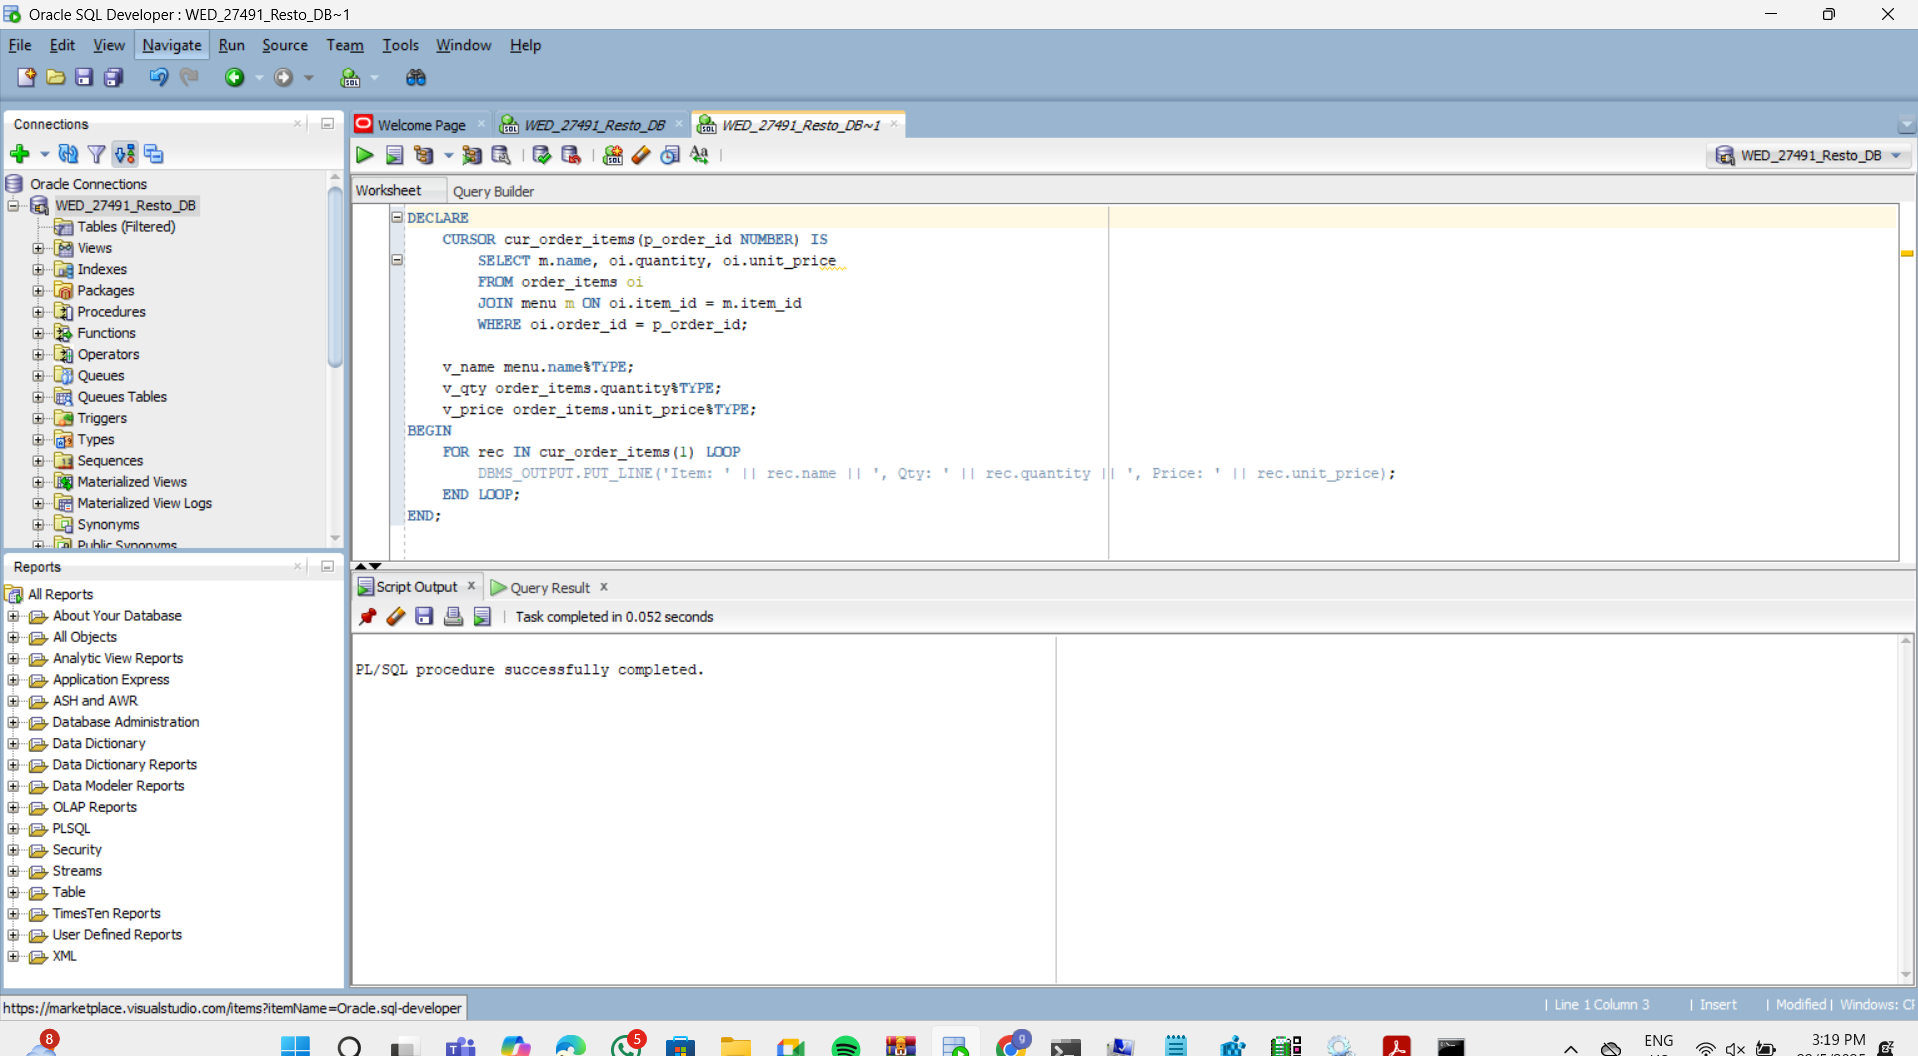 Oracle SQL Developer : WED_27491_Resto_DB~1
File Edit View Navigate Run Source Team Tools Window Help
Connections
Oracle Connections
WED_27491_Resto_DB
Tables (Filtered)
Views
Indexes
Packages
Procedures
Functions
Operators
Queues
Queues Tables
Triggers
Types
Sequences
Materialized Views
Materialized View Logs
Synonyms
Public Synonyms
Reports
All Reports
About Your Database
All Objects
Analytic View Reports
Application Express
ASH and AWR
Database Administration
Data Dictionary
Data Dictionary Reports
Data Modeler Reports
OLAP Reports
PLSQL
Security
Streams
Table
TimesTen Reports
User Defined Reports
XML
Welcome Page WED_27491_Resto_DB WED_27491_Resto_DB~1
WED_27491_Resto_DB
Worksheet Query Builder
DECLARE
CURSOR cur_order_items(p_order_id NUMBER) IS
SELECT m.name, oi.quantity, oi.unit_price
FROM order_items oi
JOIN menu m ON oi.item_id = m.item_id
WHERE oi.order_id = p_order_id;
v_name menu.name%TYPE;
v_qty order_items.quantity%TYPE;
v_price order_items.unit_price%TYPE;
BEGIN
FOR rec IN cur_order_items(1) LOOP
DBMS_OUTPUT.PUT_LINE('Item: ' || rec.name || ', Qty: ' || rec.quantity || ', Price: ' || rec.unit_price);
END LOOP;
END;
Script Output Query Result
Task completed in 0.052 seconds
PL/SQL procedure successfully completed.
https://marketplace.visualstudio.com/items?itemName=Oracle.sql-developer
Line 1 Column 3 Insert Modified Windows:
8
5
9
ENG
3:19 PM